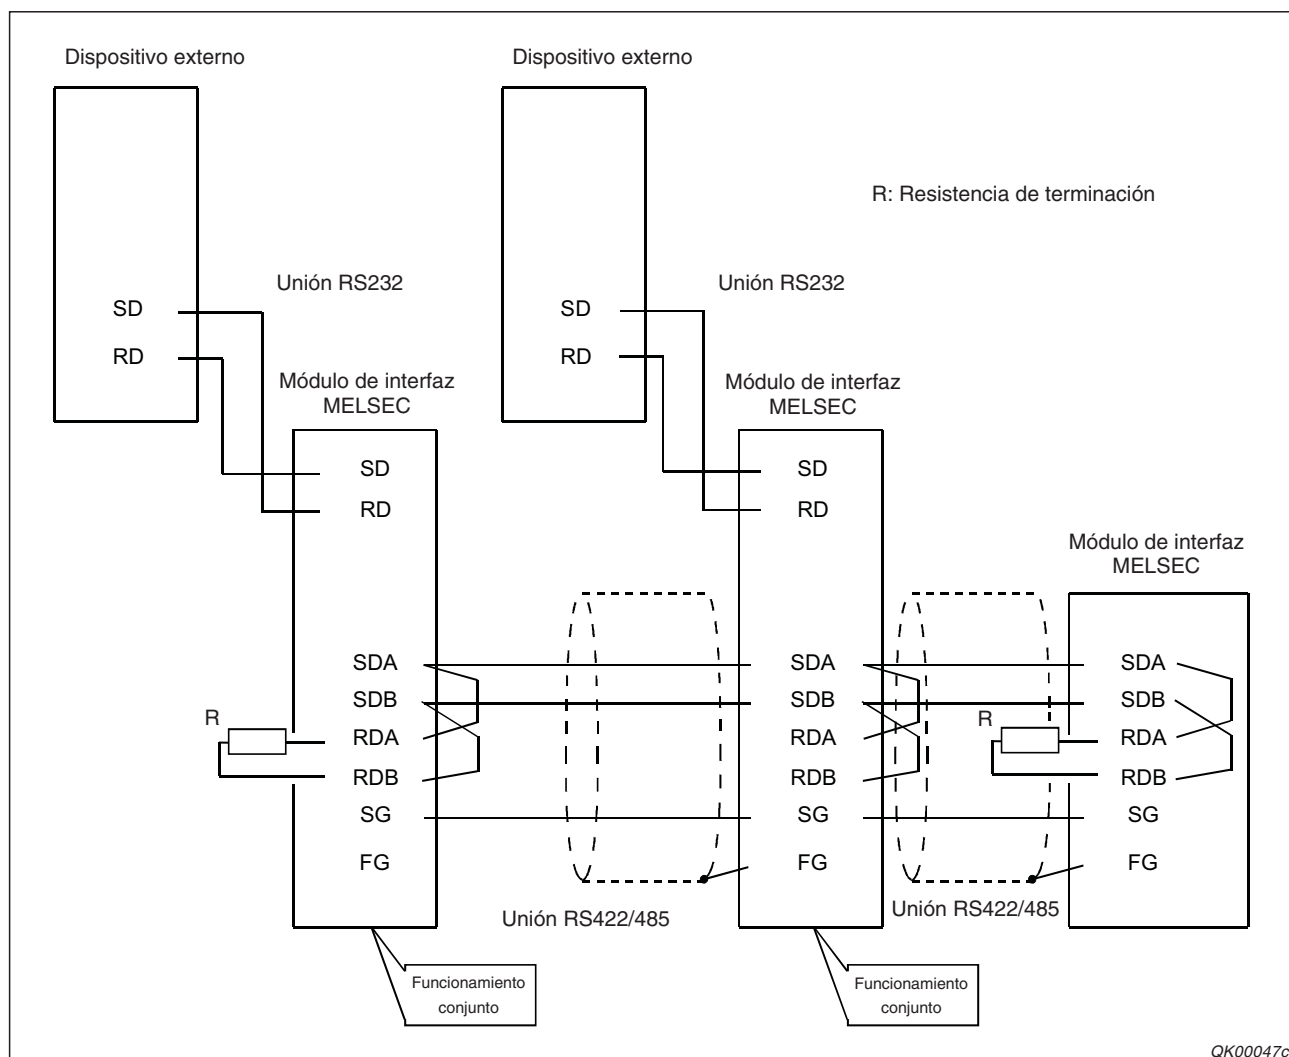 Dispositivo externo
Dispositivo externo
R: Resistencia de terminación
Unión RS232
Unión RS232
SD
RD
SD
RD
Módulo de interfaz
MELSEC
Módulo de interfaz
MELSEC
SD
RD
SD
RD
Módulo de interfaz
MELSEC
SDA
SDB
RDA
RDB
SG
FG
R
SDA
SDB
RDA
RDB
SG
FG
R
SDA
SDB
RDA
RDB
SG
FG
Unión RS422/485
Unión RS422/485
Funcionamiento
conjunto
Funcionamiento
conjunto
QK00047c